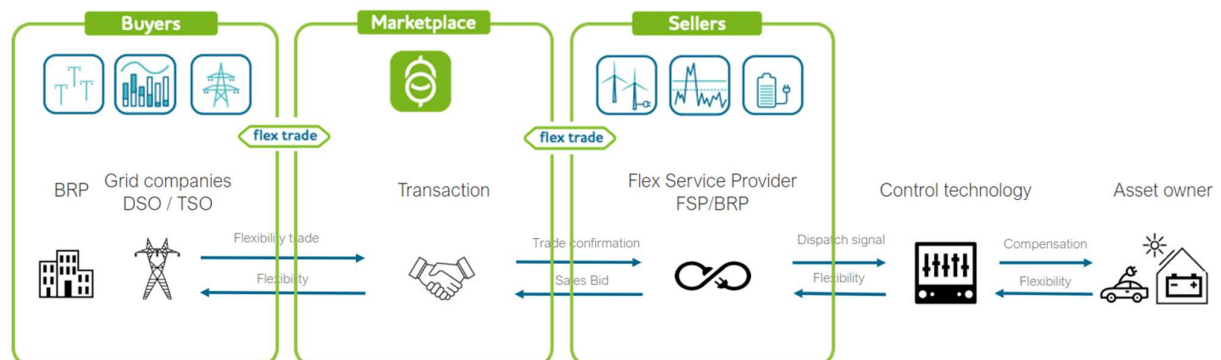 Buyers
Marketplace
Sellers
flex trade
flex trade
BRP
Grid companies
DSO / TSO
Transaction
Flex Service Provider
FSP/BRP
Control technology
Asset owner
Flexibility trade
Trade confirmation
Dispatch signal
Compensation
Flexibility
Sales Bid
Flexibility
Flexibility